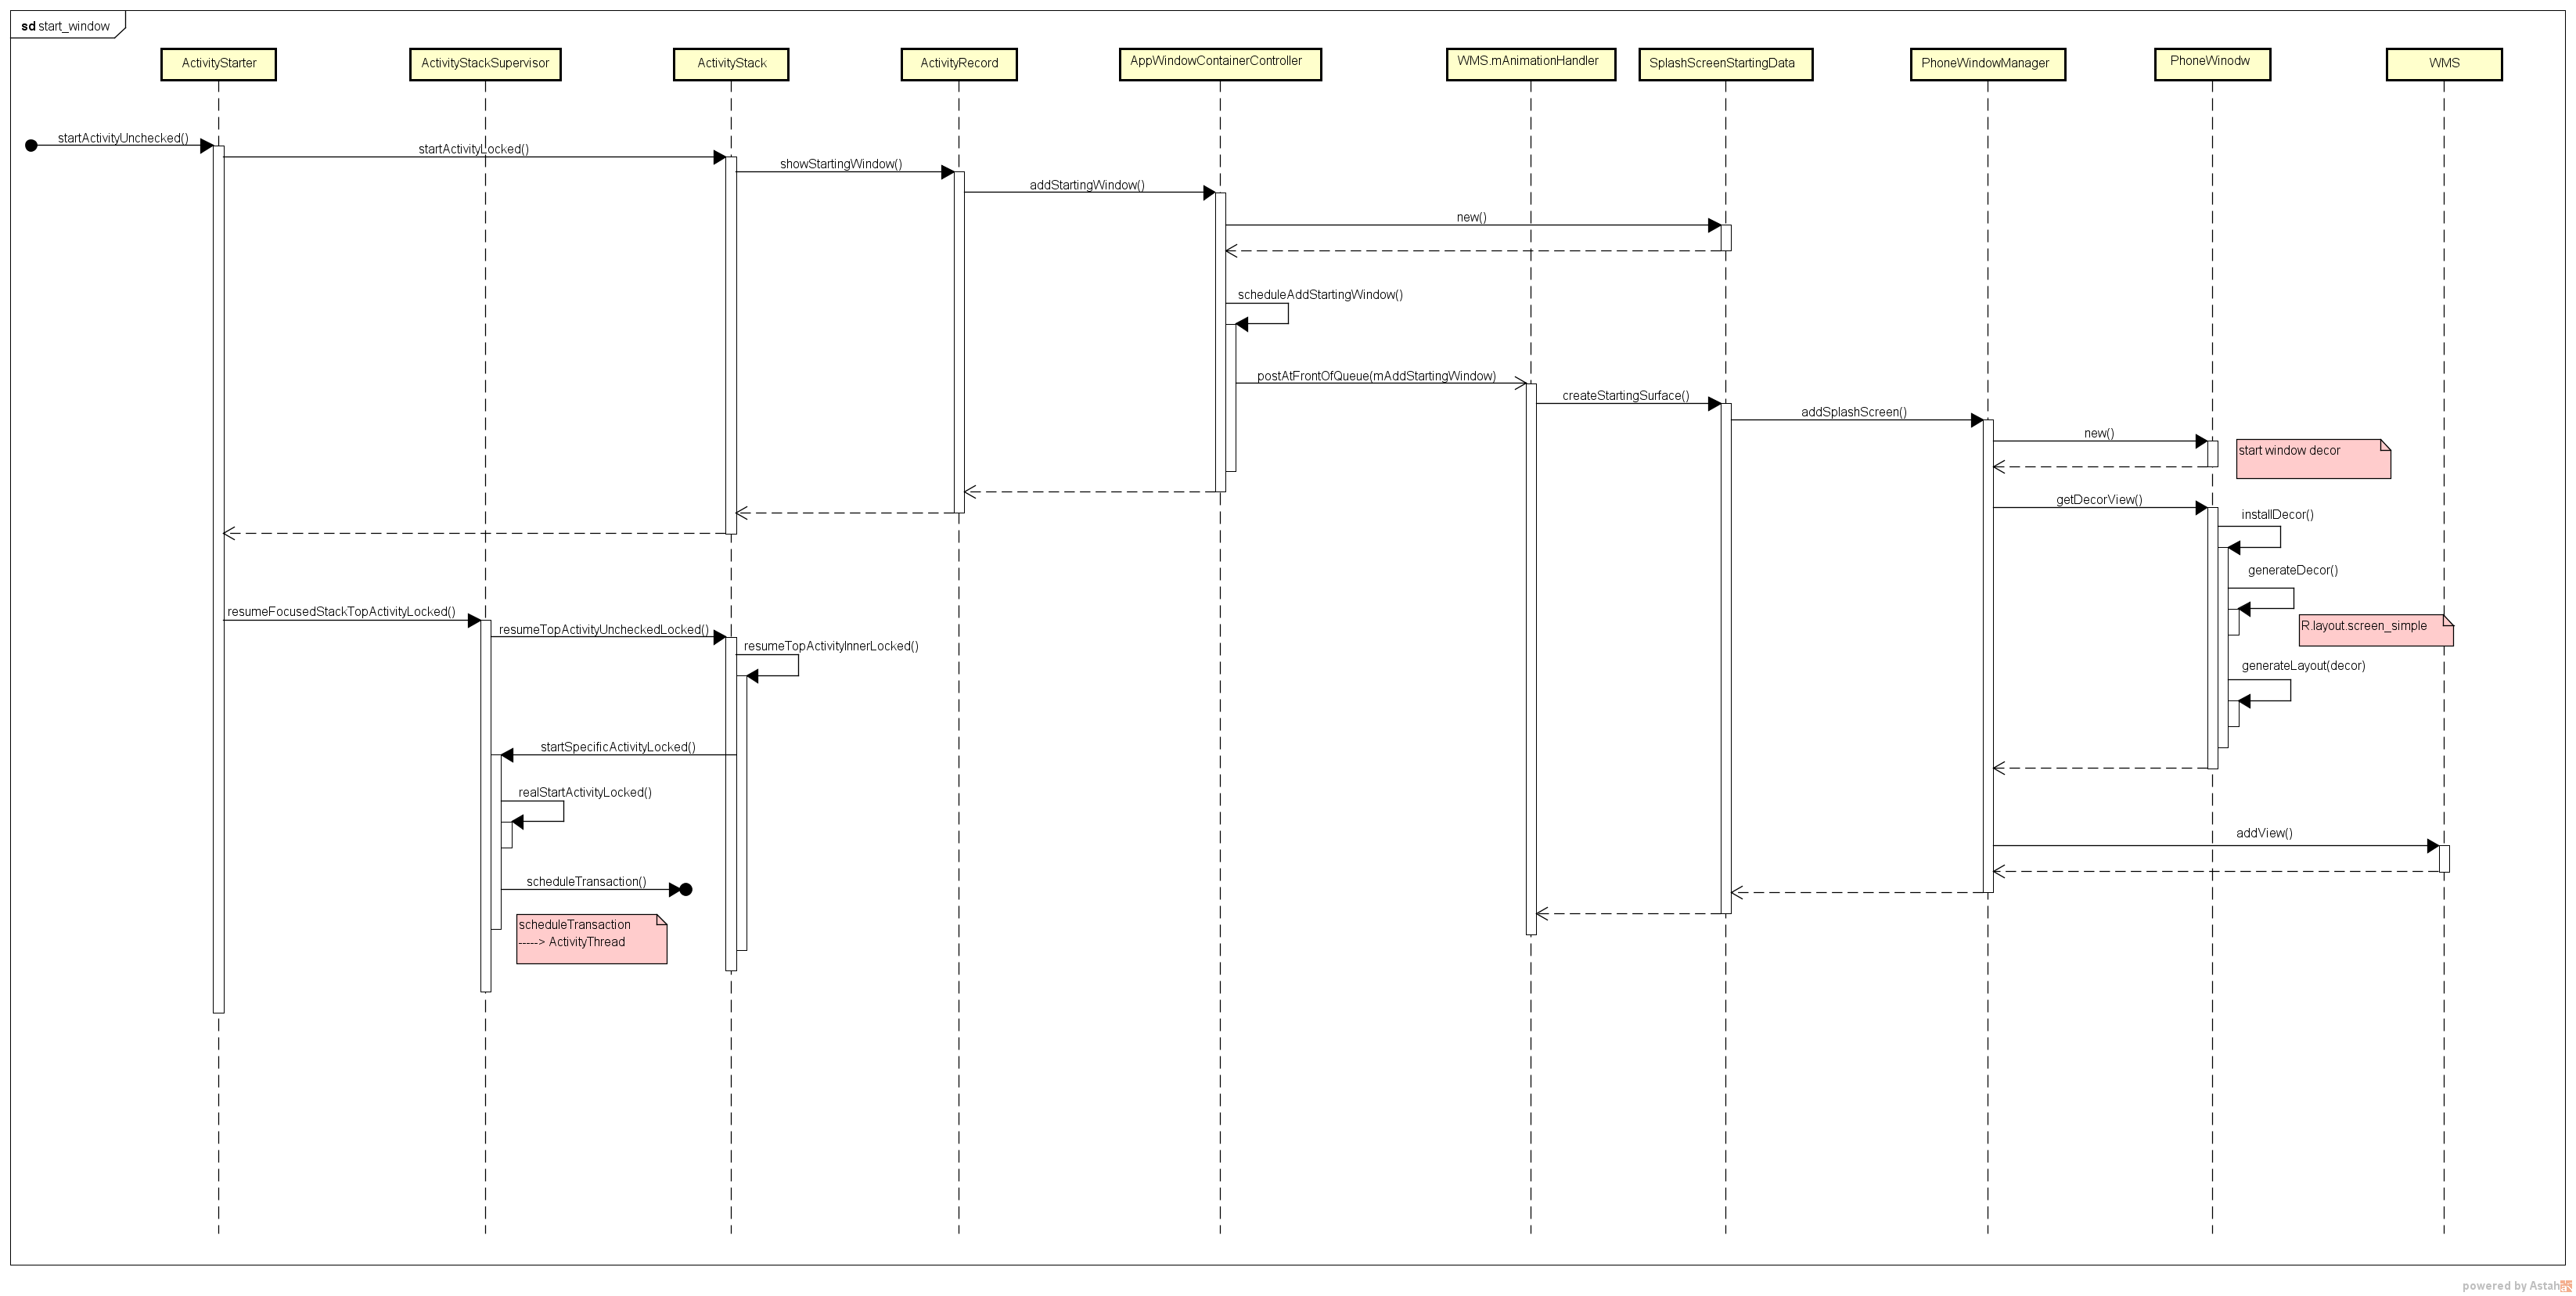 sd start_window
ActivityStarter
ActivityStackSupervisor
ActivityStack
ActivityRecord
AppWindowContainerController
WMS.mAnimationHandler
SplashScreenStartingData
PhoneWindowManager
PhoneWinodw
WMS
startActivityUnchecked()
startActivityLocked()
showStartingWindow()
addStartingWindow()
new()
scheduleAddStartingWindow()
postAtFrontOfQueue(mAddStartingWindow)
createStartingSurface()
addSplashScreen()
new()
start window decor
getDecorView()
installDecor()
generateDecor()
resumeFocusedStackTopActivityLocked()
R.layout.screen_simple
resumeTopActivityUncheckedLocked()
resumeTopActivityInnerLocked()
generateLayout(decor)
startSpecificActivityLocked()
realStartActivityLocked()
addView()
scheduleTransaction()
scheduleTransaction
-----> ActivityThread
powered by Astah